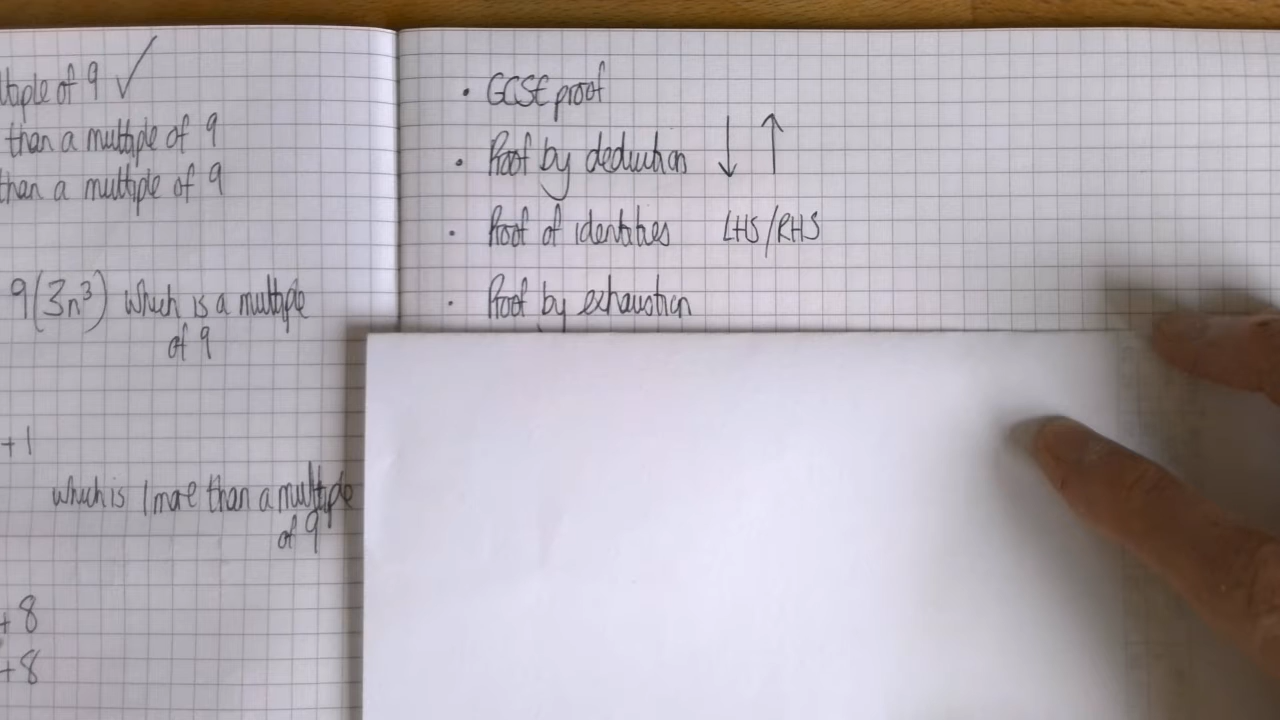 tiple of 9 ✓
than a multiple of 9
than a multiple of 9
9(3n³) which is a multiple
of 9
+1
which is 1 more than a multiple
of 9
+8
+8
• GCSE proof
• Proof by deduction ↓ ↑
• Proof of identities LHS/RHS
• Proof by exhaustion